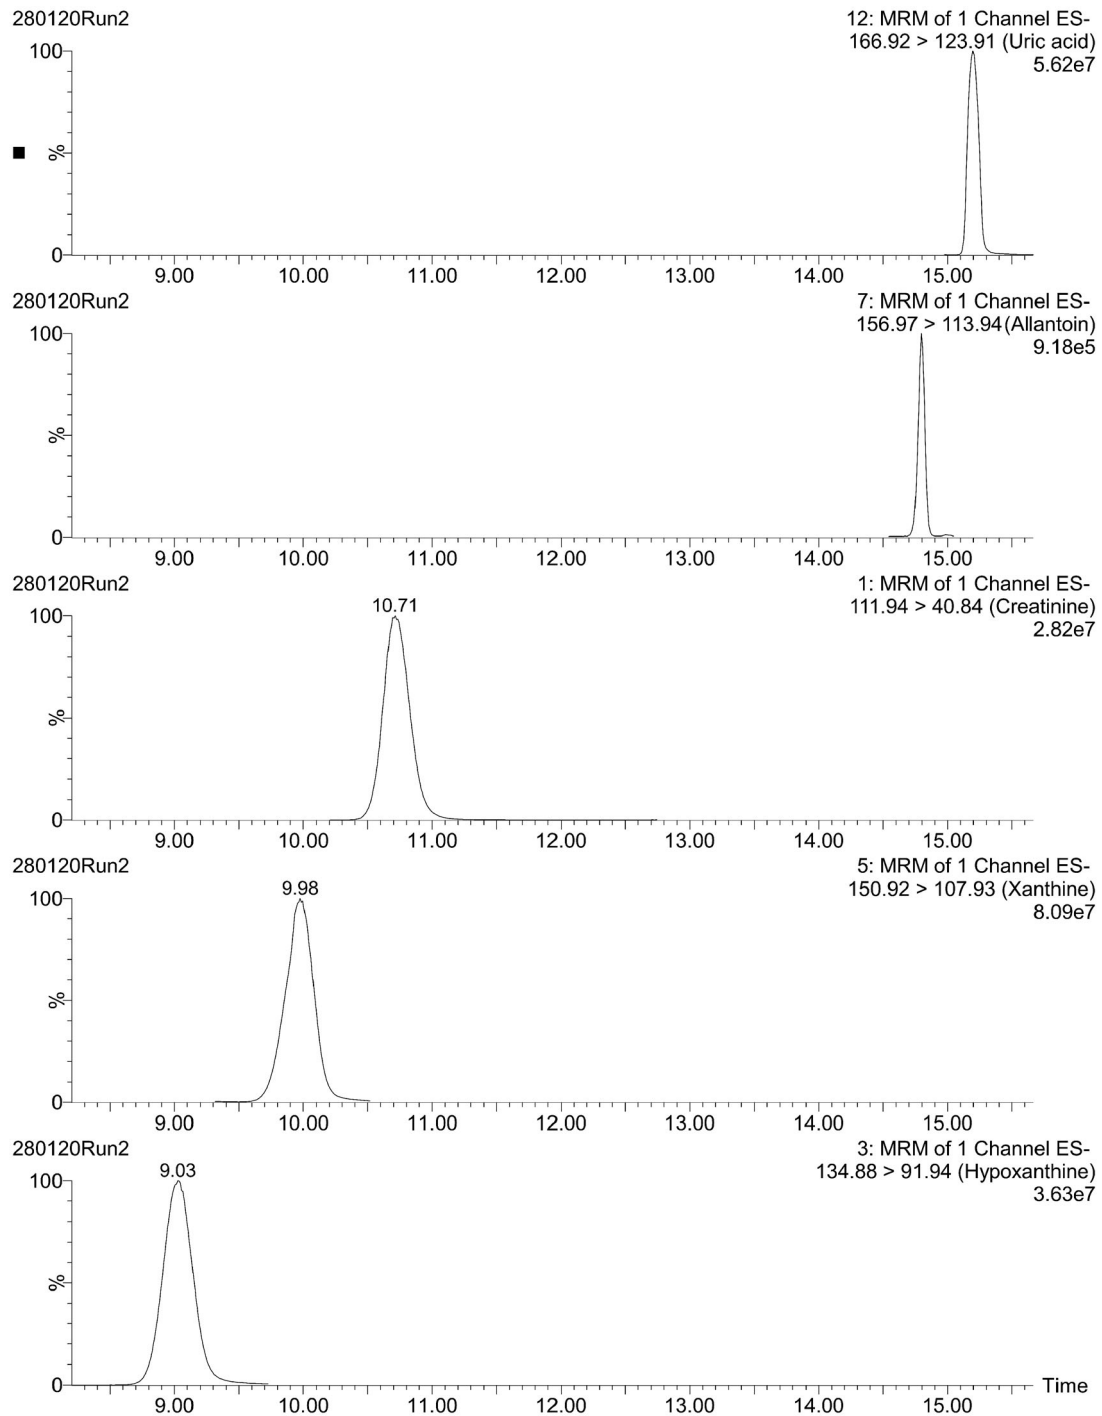 280120Run2
12: MRM of 1 Channel ES-
166.92 > 123.91 (Uric acid)
5.62e7
100
%
0
9.00 10.00 11.00 12.00 13.00 14.00 15.00
280120Run2
7: MRM of 1 Channel ES-
156.97 > 113.94(Allantoin)
9.18e5
100
%
0
9.00 10.00 11.00 12.00 13.00 14.00 15.00
280120Run2
1: MRM of 1 Channel ES-
111.94 > 40.84 (Creatinine)
2.82e7
10.71
100
%
0
9.00 10.00 11.00 12.00 13.00 14.00 15.00
280120Run2
5: MRM of 1 Channel ES-
150.92 > 107.93 (Xanthine)
8.09e7
9.98
100
%
0
9.00 10.00 11.00 12.00 13.00 14.00 15.00
280120Run2
3: MRM of 1 Channel ES-
134.88 > 91.94 (Hypoxanthine)
3.63e7
9.03
100
%
0
Time
9.00 10.00 11.00 12.00 13.00 14.00 15.00